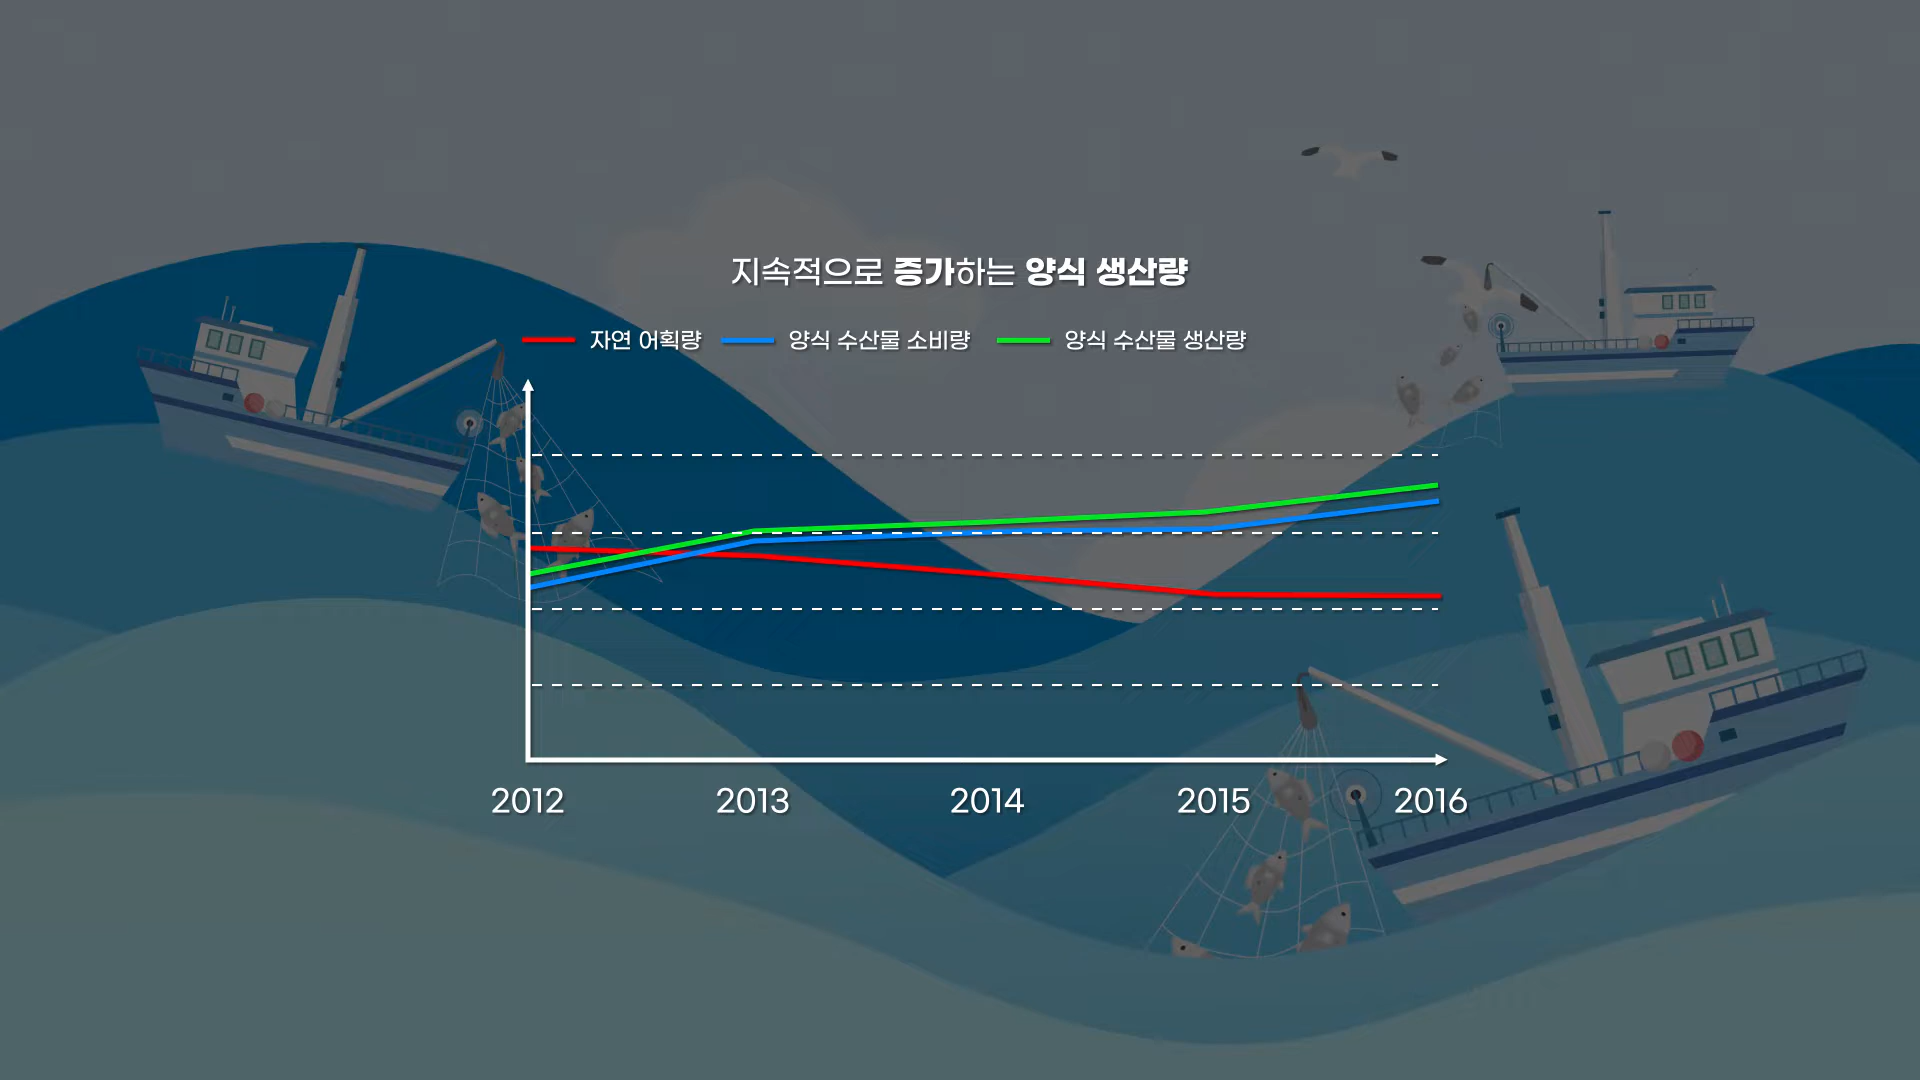 지속적으로 증가하는 양식 생산량
자연 어획량 양식 수산물 소비량 양식 수산물 생산량
2012 2013 2014 2015 2016